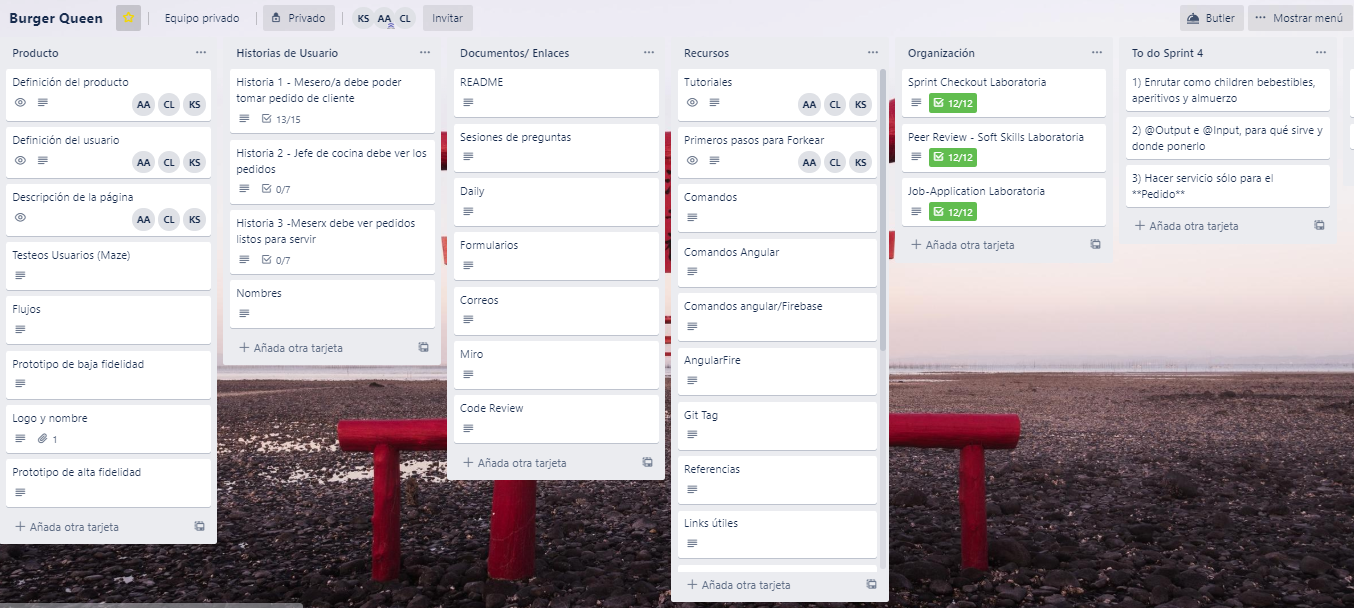 Burger Queen
Equipo privado
Privado
KS AA CL
Invitar
Butler
Mostrar menú
Producto
Definición del producto
AA CL KS
Definición del usuario
AA CL KS
Descripción de la página
AA CL KS
Testeos Usuarios (Maze)
Flujos
Prototipo de baja fidelidad
Logo y nombre
1
Prototipo de alta fidelidad
+ Añada otra tarjeta
Historias de Usuario
Historia 1 - Mesero/a debe poder
tomar pedido de cliente
13/15
Historia 2 - Jefe de cocina debe ver los
pedidos
0/7
Historia 3 -Meserx debe ver pedidos
listos para servir
0/7
Nombres
+ Añada otra tarjeta
Documentos/ Enlaces
README
Sesiones de preguntas
Daily
Formularios
Correos
Miro
Code Review
+ Añada otra tarjeta
Recursos
Tutoriales
AA CL KS
Primeros pasos para Forkear
AA CL KS
Comandos
Comandos Angular
Comandos angular/Firebase
AngularFire
Git Tag
Referencias
Links útiles
+ Añada otra tarjeta
Organización
Sprint Checkout Laboratoria
12/12
Peer Review - Soft Skills Laboratoria
12/12
Job-Application Laboratoria
12/12
+ Añada otra tarjeta
To do Sprint 4
1) Enrutar como children bebestibles,
aperitivos y almuerzo
2) @Output e @Input, para qué sirve y
donde ponerlo
3) Hacer servicio sólo para el
**Pedido**
+ Añada otra tarjeta